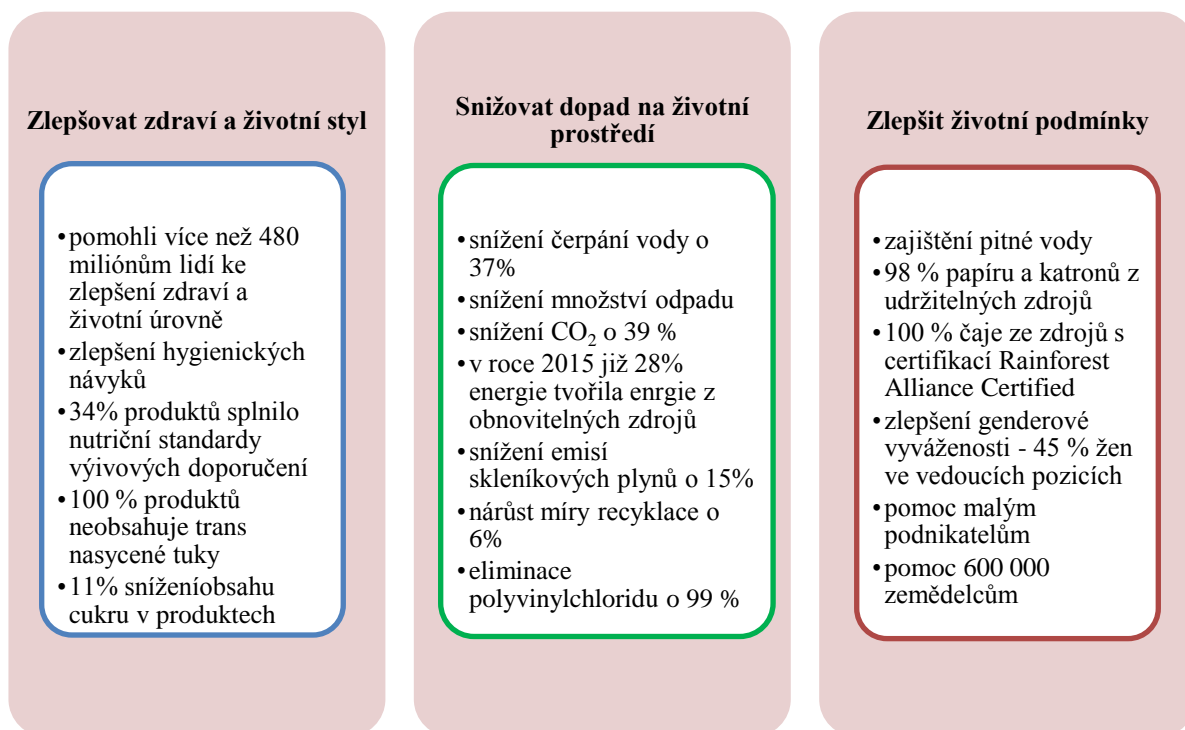 Zlepšovat zdraví a životní styl
•pomohli více než 480
miliónům lidí ke
zlepšení zdraví a
životní úrovně
•zlepšení hygienických
návyků
•34% produktů splnilo
nutriční standardy
výivových doporučení
•100 % produktů
neobsahuje trans
nasycené tuky
•11% sníženíobsahu
cukru v produktech
Snižovat dopad na životní
prostředí
•snížení čerpání vody o
37%
•snížení množství odpadu
•snížení CO₂ o 39 %
•v roce 2015 již 28%
energie tvořila enrgie z
obnovitelných zdrojů
•snížení emisí
skleníkových plynů o 15%
•nárůst míry recyklace o
6%
•eliminace
polyvinylchloridu o 99 %
Zlepšit životní podmínky
•zajištění pitné vody
•98 % papíru a katronů z
udržitelných zdrojů
•100 % čaje ze zdrojů s
certifikací Rainforest
Alliance Certified
•zlepšení genderové
vyváženosti - 45 % žen
ve vedoucích pozicích
•pomoc malým
podnikatelům
•pomoc 600 000
zemědelcům